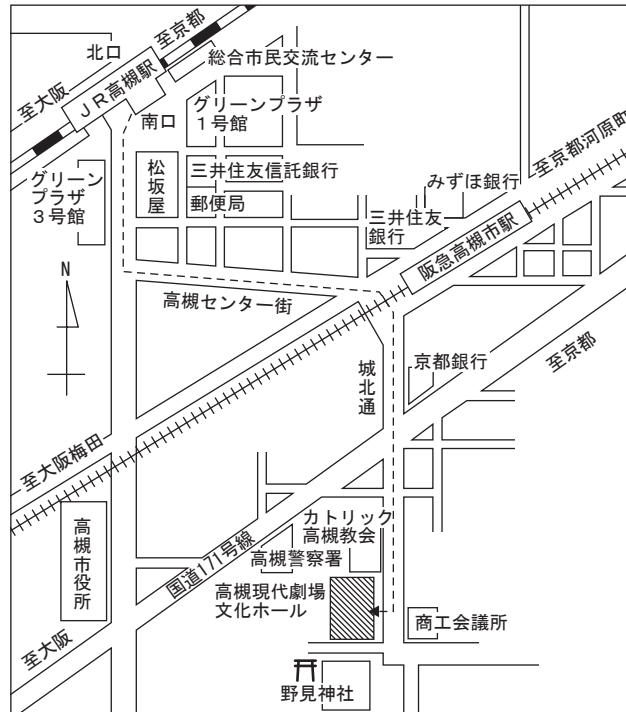 至京都
北口
総合市民交流センター
ＪＲ高槻駅
至大阪
グリーンプラザ
１号館
南口
松坂屋
三井住友信託銀行
郵便局
グリーン
プラザ
３号館
みずほ銀行
至京都河原町
三井住友
銀行
阪急高槻市駅
N
高槻センター街
城北通
京都銀行
至京都
至大阪梅田
高槻市役所
国道171号線
カトリック
高槻教会
高槻警察署
高槻現代劇場
文化ホール
商工会議所
至大阪
野見神社